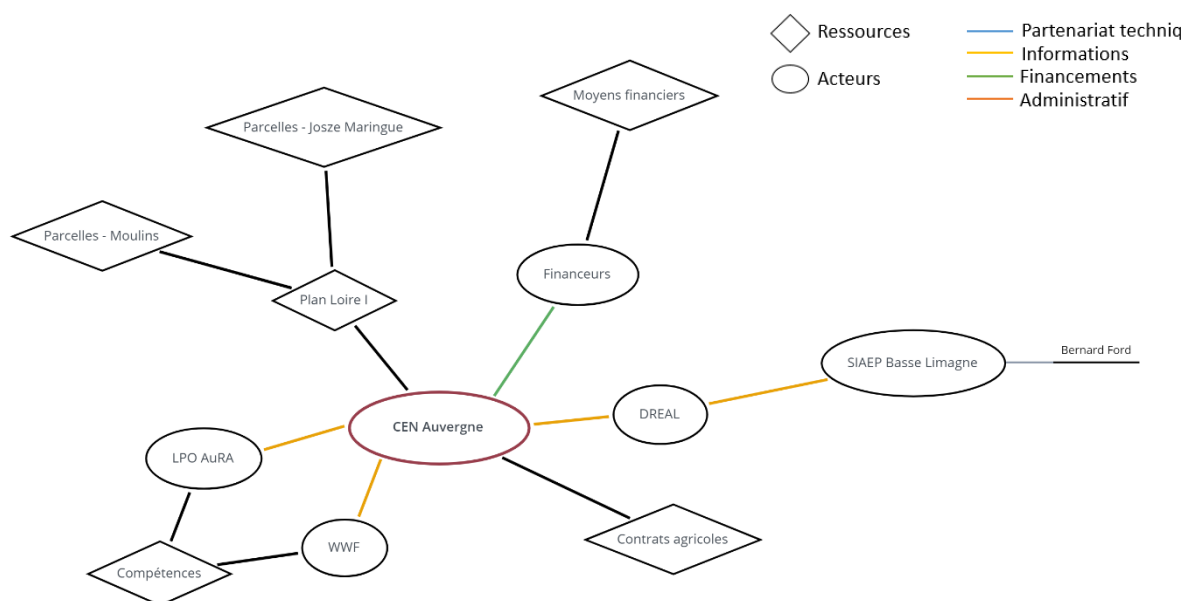 Ressources
Acteurs
Partenariat techniq
Informations
Financements
Administratif
Moyens financiers
Parcelles - Josze Maringue
Parcelles - Moulins
Financeurs
Plan Loire I
Bernard Ford
SIAEP Basse Limagne
DREAL
CEN Auvergne
LPO AuRA
Contrats agricoles
WWF
Compétences